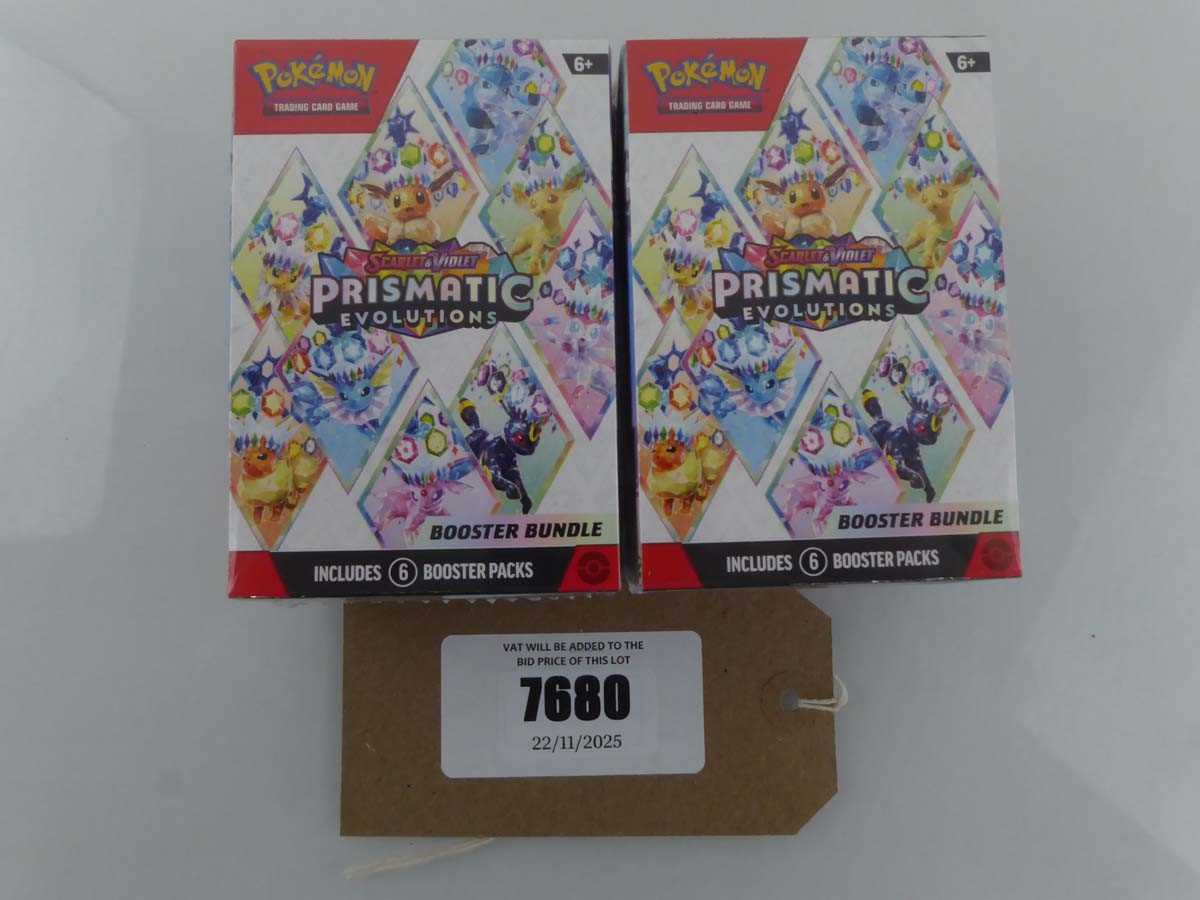 POKéMON
TRADING CARD GAME
6+
SCARLET & VIOLET
PRISMATIC
EVOLUTIONS
BOOSTER BUNDLE
INCLUDES 6 BOOSTER PACKS
POKéMON
TRADING CARD GAME
6+
SCARLET & VIOLET
PRISMATIC
EVOLUTIONS
BOOSTER BUNDLE
INCLUDES 6 BOOSTER PACKS
VAT WILL BE ADDED TO THE
BID PRICE OF THIS LOT
7680
22/11/2025